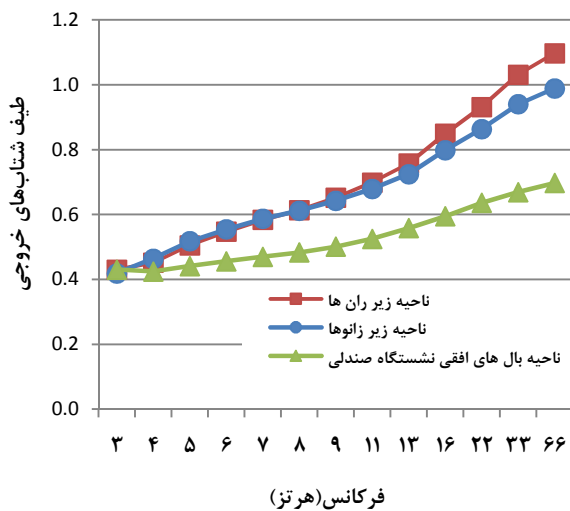 1.2
1.0
0.8
0.6
0.4
0.2
0.0
طیف شتاب‌های خروجی
ناحیه زیر ران ها
ناحیه زیر زانوها
ناحیه بال های افقی نشستگاه صندلی
۳ ۴ ۵ ۶ ۷ ۸ ۹ ۱۱ ۱۳ ۱۶ ۲۲ ۳۳ ۶۶
فرکانس(هرتز)